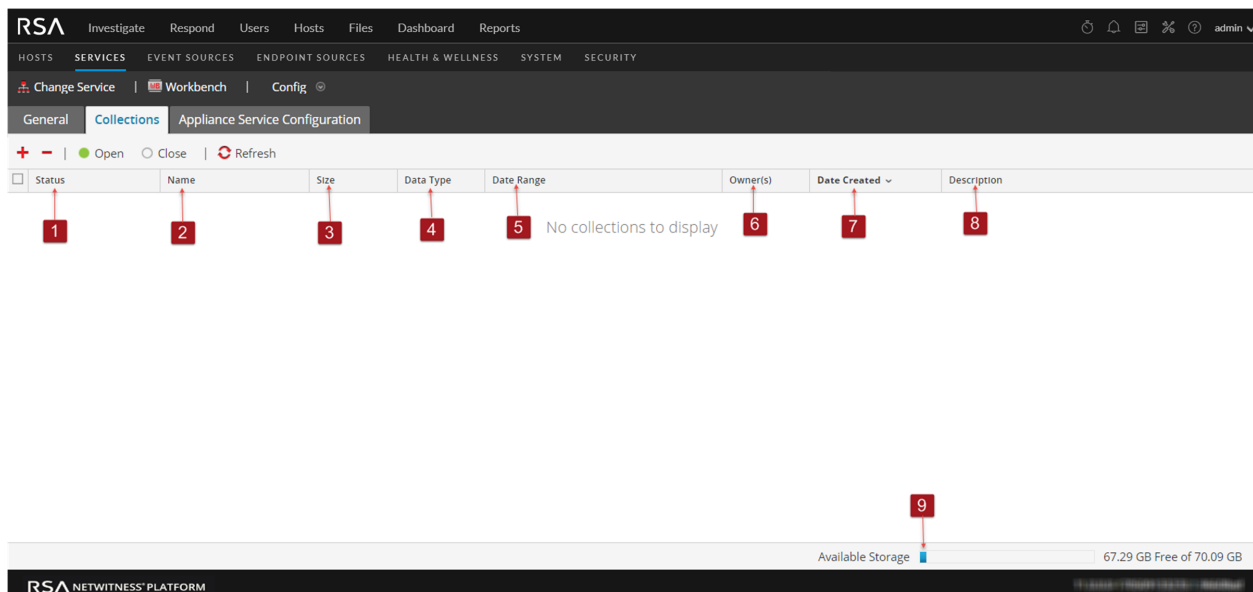 RSA Investigate Respond Users Hosts Files Dashboard Reports admin
HOSTS SERVICES EVENT SOURCES ENDPOINT SOURCES HEALTH & WELLNESS SYSTEM SECURITY
Change Service | Workbench | Config
General Collections Appliance Service Configuration
+ − | Open Close | Refresh
Status Name Size Data Type Date Range Owner(s) Date Created Description
1 2 3 4 5 No collections to display 6 7 8
9
Available Storage 67.29 GB Free of 70.09 GB
RSA NETWITNESS® PLATFORM